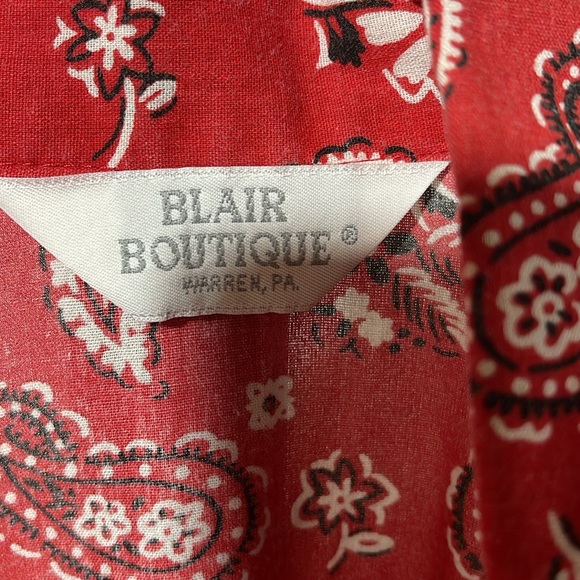 BLAIR
BOUTIQUE ®
WARREN, PA.